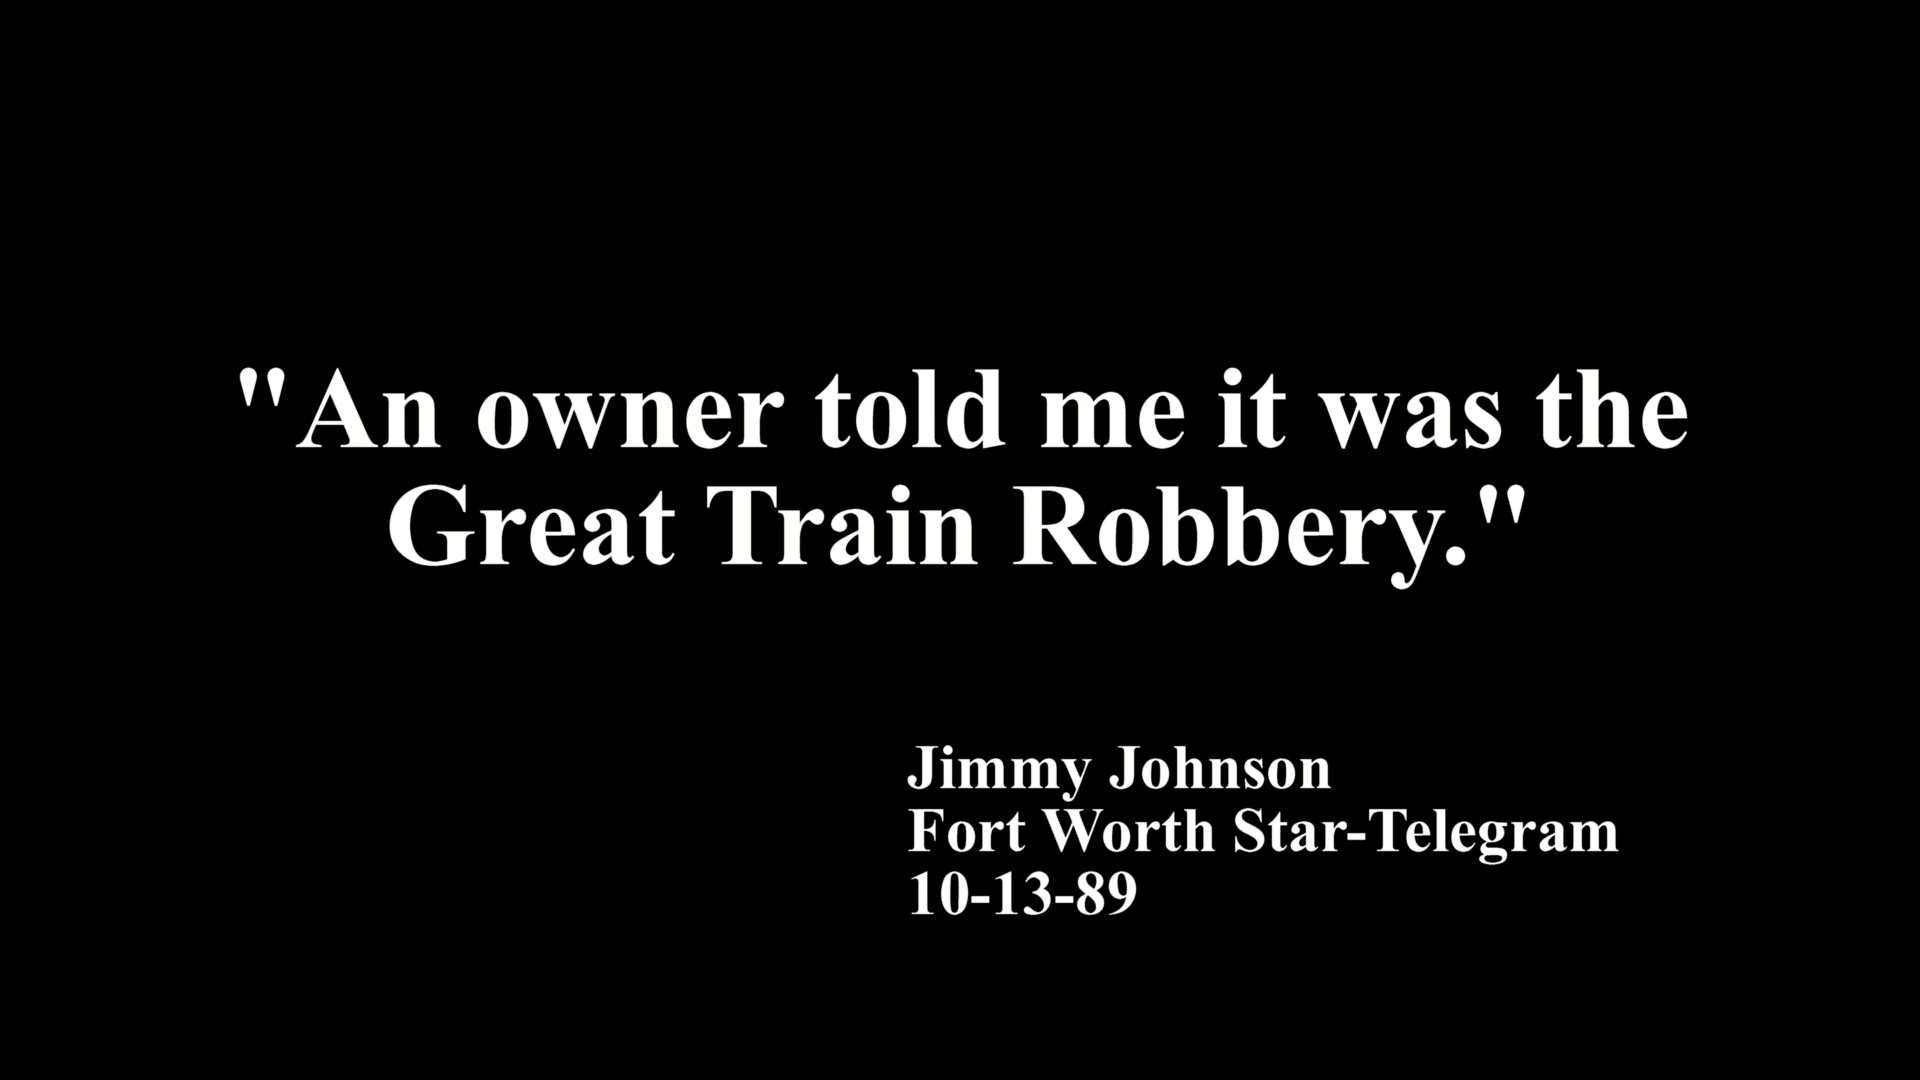 "An owner told me it was the
Great Train Robbery."
Jimmy Johnson
Fort Worth Star-Telegram
10-13-89